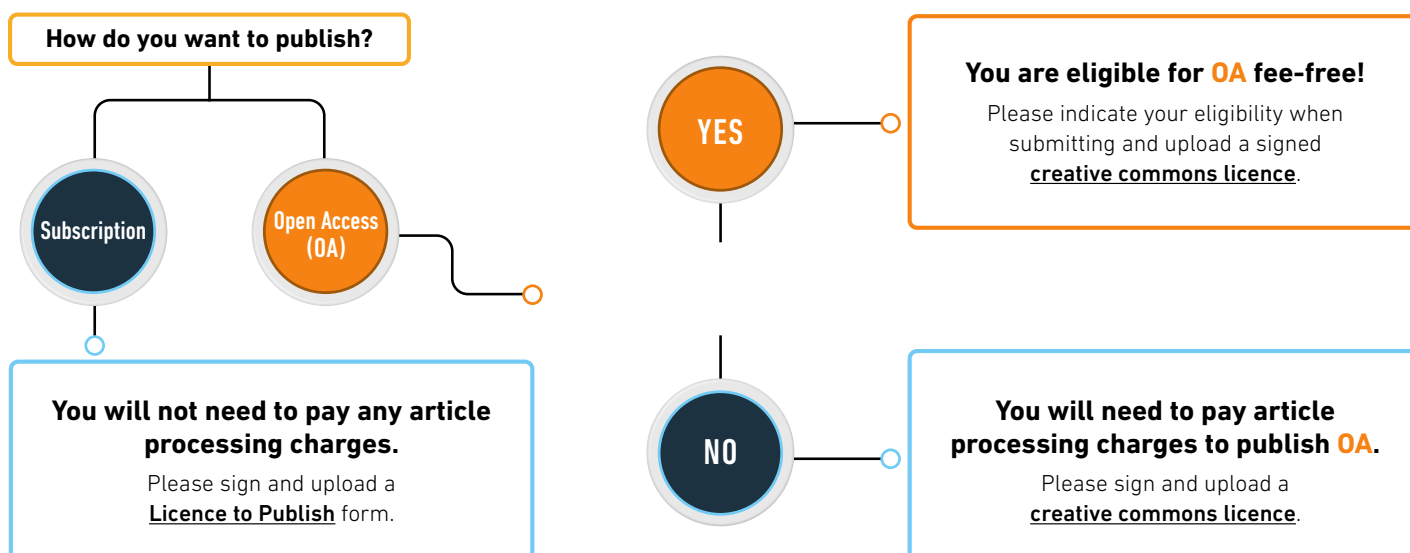 How do you want to publish?
Subscription
Open Access
(OA)
You will not need to pay any article
processing charges.
Please sign and upload a
Licence to Publish form.
YES
You are eligible for OA fee-free!
Please indicate your eligibility when
submitting and upload a signed
creative commons licence.
NO
You will need to pay article
processing charges to publish OA.
Please sign and upload a
creative commons licence.